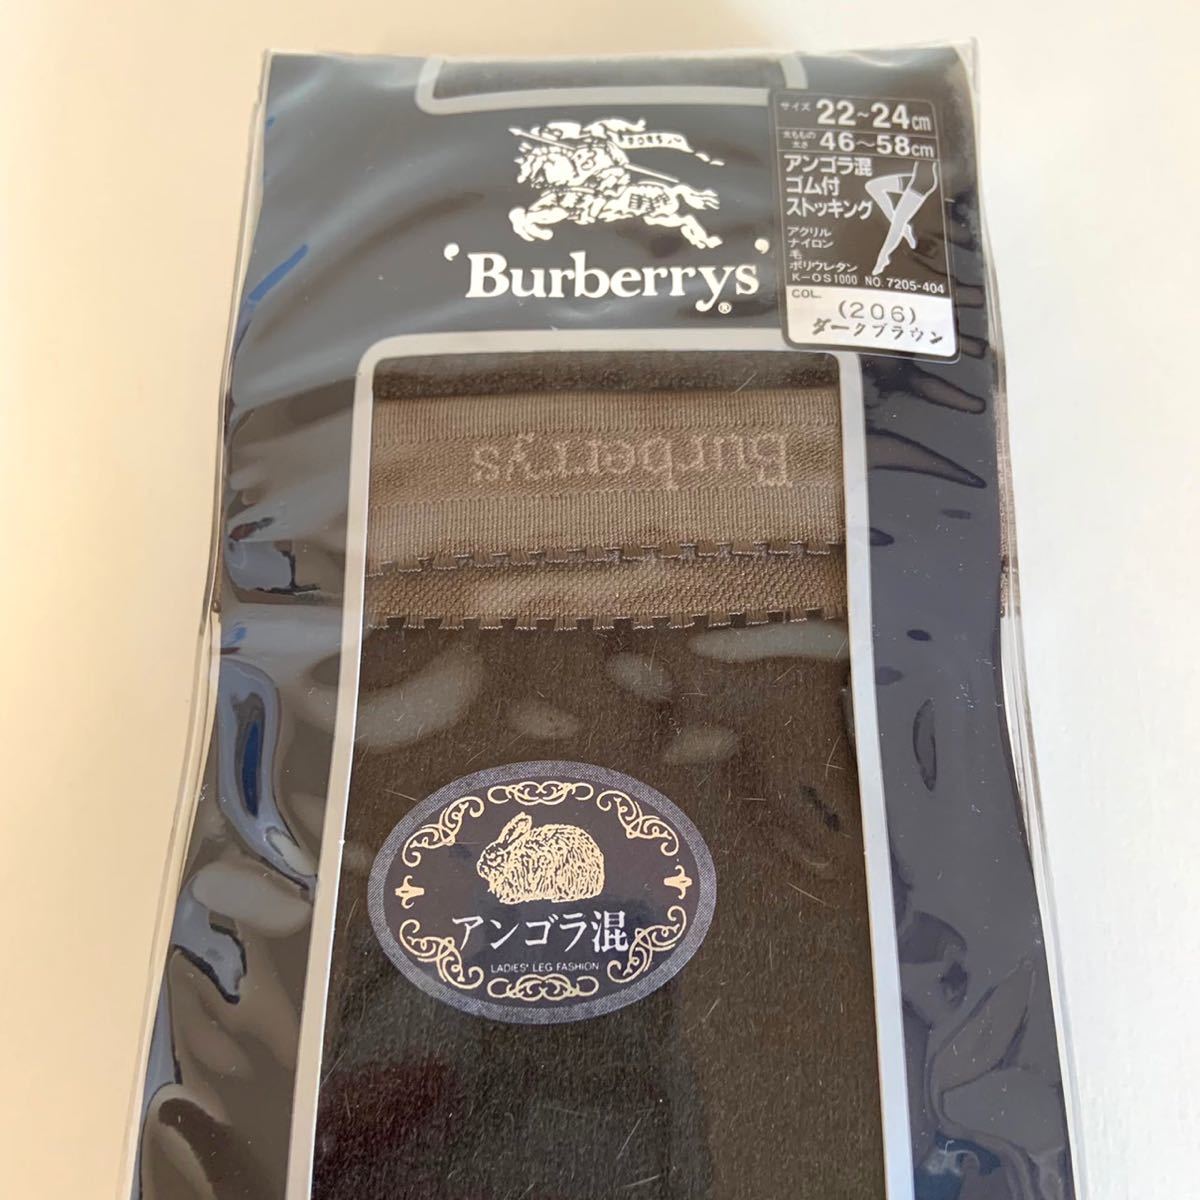 ‘Burberrys’®
サイズ 22～24cm
太ももの太さ 46～58cm
アンゴラ混
ゴム付
ストッキング
アクリル
ナイロン
毛
ポリウレタン
K-OS1000 NO.7205-404
COL.
(206)
ダークブラウン
Burberrys
アンゴラ混
LADIES' LEG FASHION